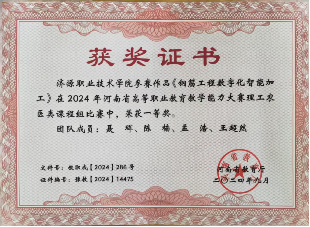 获奖证书
济源职业技术学院参赛作品《钢筋工程数字化智能加
工》在2024年河南省高等职业教育教学能力大赛理工农
医类课程组比赛中，荣获一等奖。
团队成员：聂 辉、陈 楠、孟 浩、王超然
文件号：教职成【2024】286号
证件编号：豫教【2024】14475
河南省教育厅
二〇二四年九月